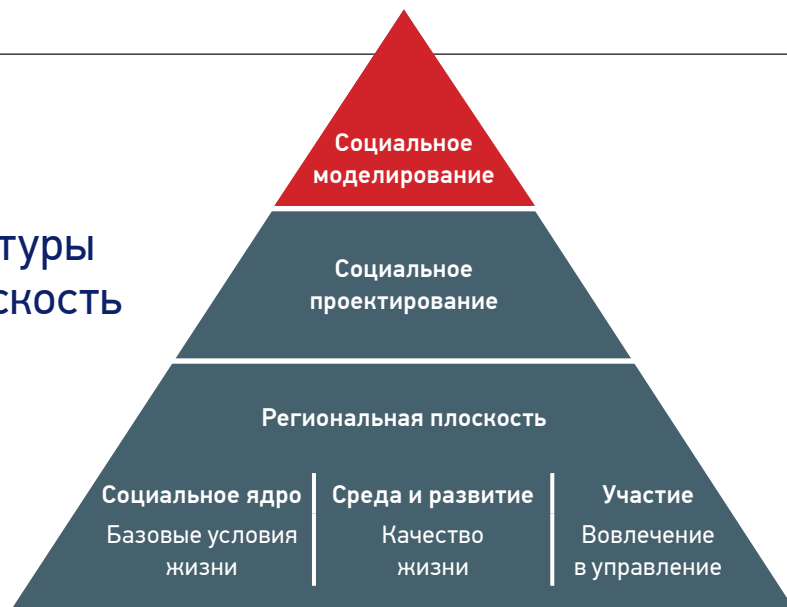 Социальное
моделирование
туры
скость
Социальное
проектирование
Региональная плоскость
Социальное ядро
Базовые условия
жизни
Среда и развитие
Качество
жизни
Участие
Вовлечение
в управление